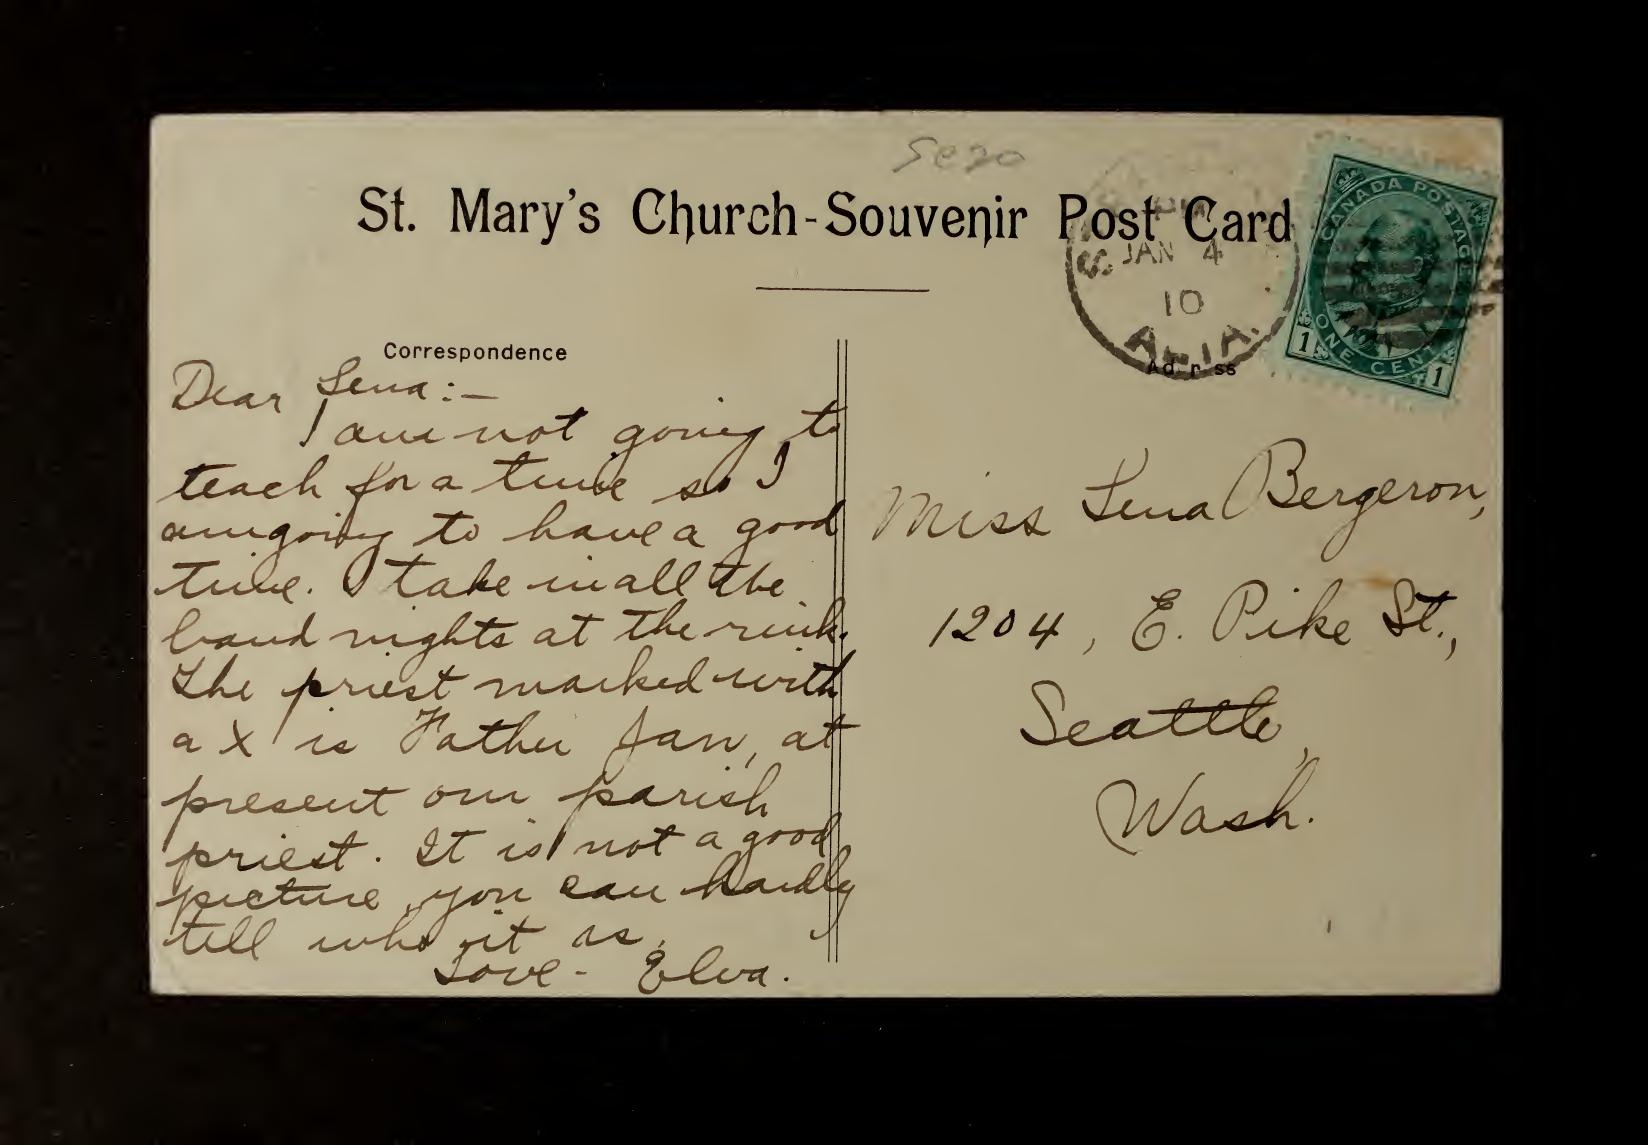 St. Mary's Church-Souvenir Post Card
PM
JAN 4
10
ALTA.
CANADA POSTAGE
ONE CENT
1 1
Correspondence
Address
Dear Lena:-
I am not going to
teach for a time so I
am going to have a good
time. I take in all the
band nights at the rink.
The priest marked with
a X is Father Jan, at
present our parish
priest. It is not a good
picture, you can hardly
tell who it is.
Love - Elva.
Miss Lena Bergeron,
1204, E. Pike St.,
Seattle,
Wash.